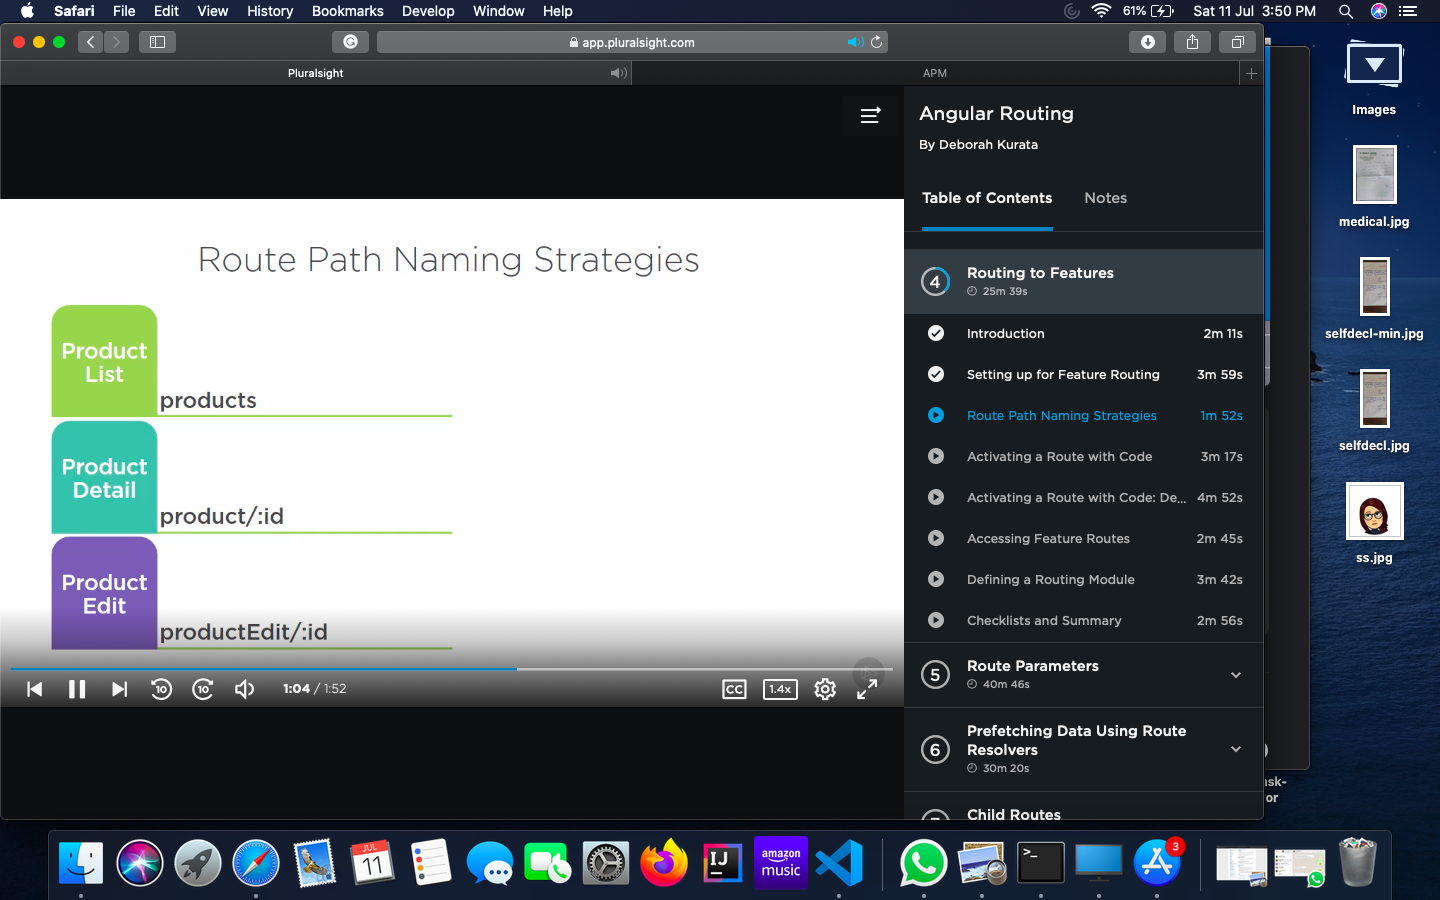 Safari File Edit View History Bookmarks Develop Window Help 61% Sat 11 Jul 3:50 PM
app.pluralsight.com
Pluralsight
APM
Images
medical.jpg
selfdecl-min.jpg
selfdecl.jpg
ss.jpg
Route Path Naming Strategies
Product List
products
Product Detail
product/:id
Product Edit
productEdit/:id
10 10 1:04 / 1:52 CC 1.4x
Angular Routing
By Deborah Kurata
Table of Contents Notes
4 Routing to Features
25m 39s
Introduction 2m 11s
Setting up for Feature Routing 3m 59s
Route Path Naming Strategies 1m 52s
Activating a Route with Code 3m 17s
Activating a Route with Code: De... 4m 52s
Accessing Feature Routes 2m 45s
Defining a Routing Module 3m 42s
Checklists and Summary 2m 56s
5 Route Parameters
40m 46s
6 Prefetching Data Using Route
Resolvers
30m 20s
Child Routes
sk-
or
JUL
11
IJ
amazon
music
>_
3